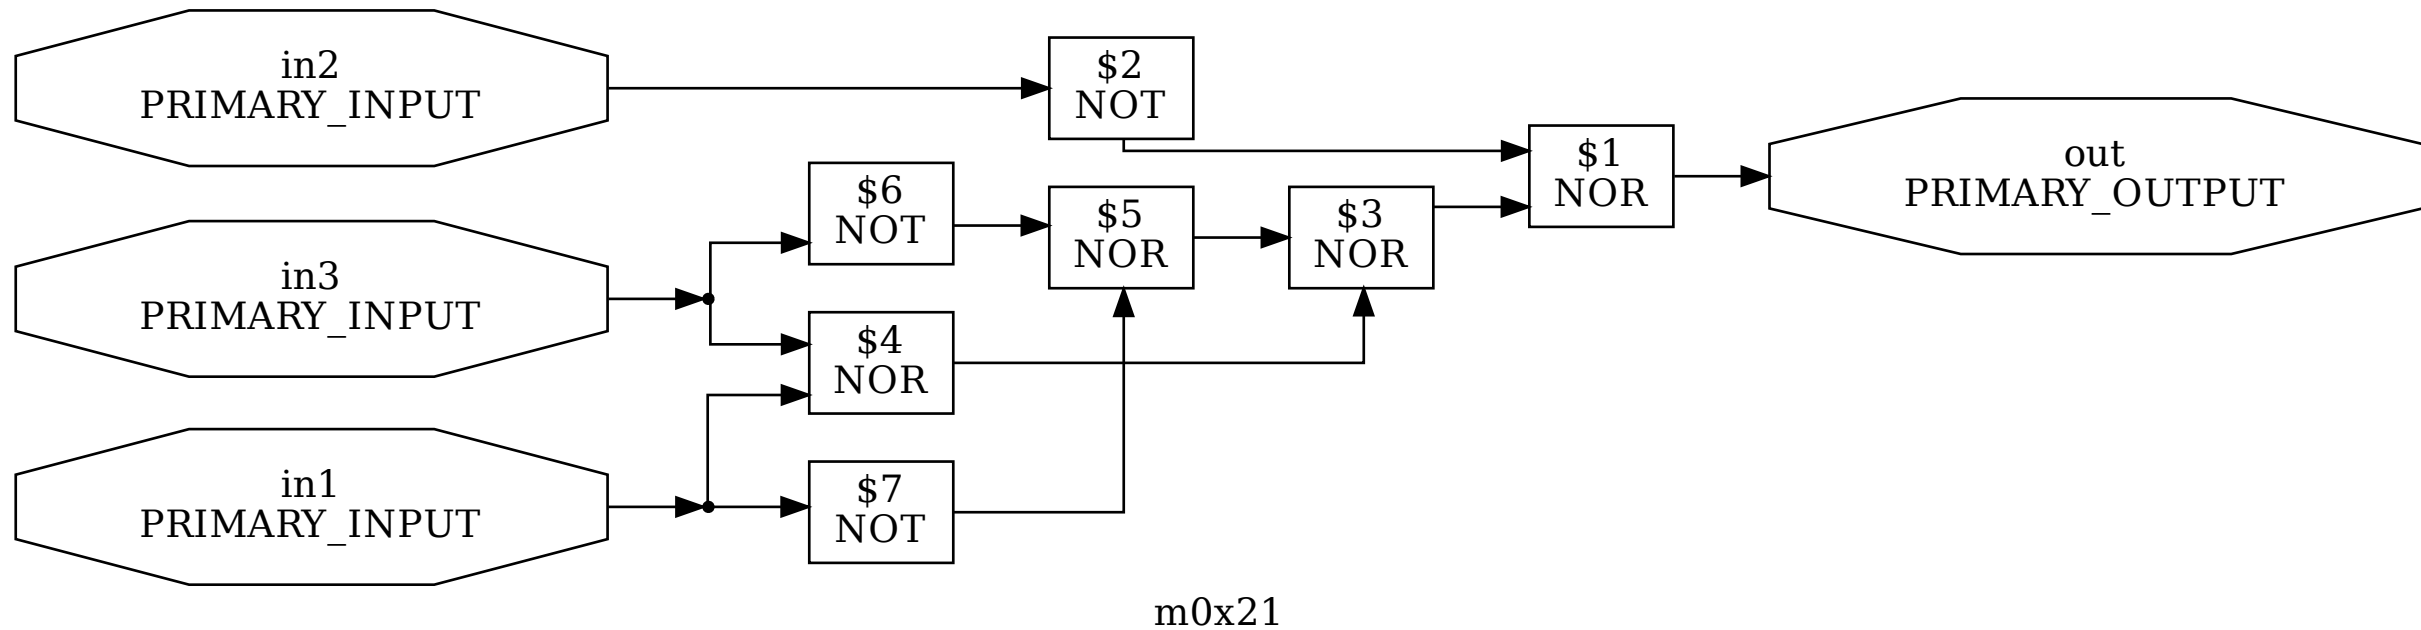 in2
PRIMARY_INPUT
$2
NOT
$1
NOR
out
PRIMARY_OUTPUT
$6
NOT
$5
NOR
$3
NOR
in3
PRIMARY_INPUT
$4
NOR
in1
PRIMARY_INPUT
$7
NOT
m0x21